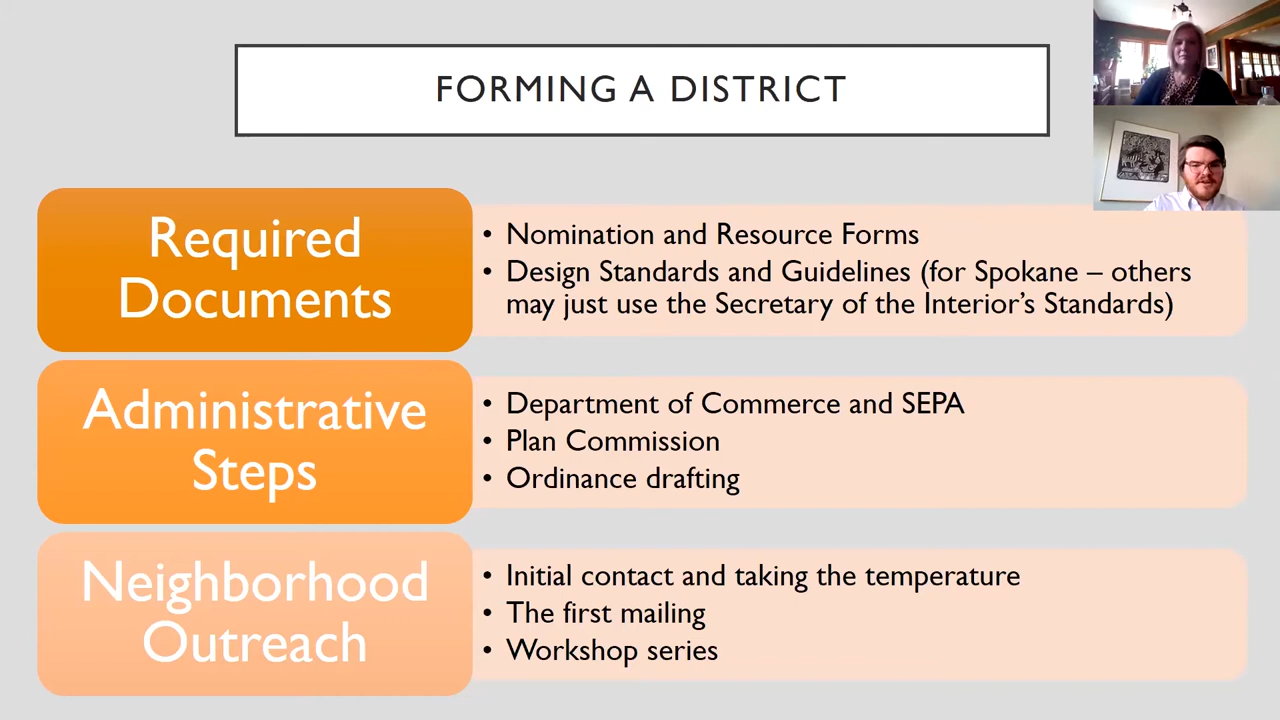 FORMING A DISTRICT
Required
Documents
• Nomination and Resource Forms
• Design Standards and Guidelines (for Spokane – others
may just use the Secretary of the Interior's Standards)
Administrative
Steps
• Department of Commerce and SEPA
• Plan Commission
• Ordinance drafting
Neighborhood
Outreach
• Initial contact and taking the temperature
• The first mailing
• Workshop series